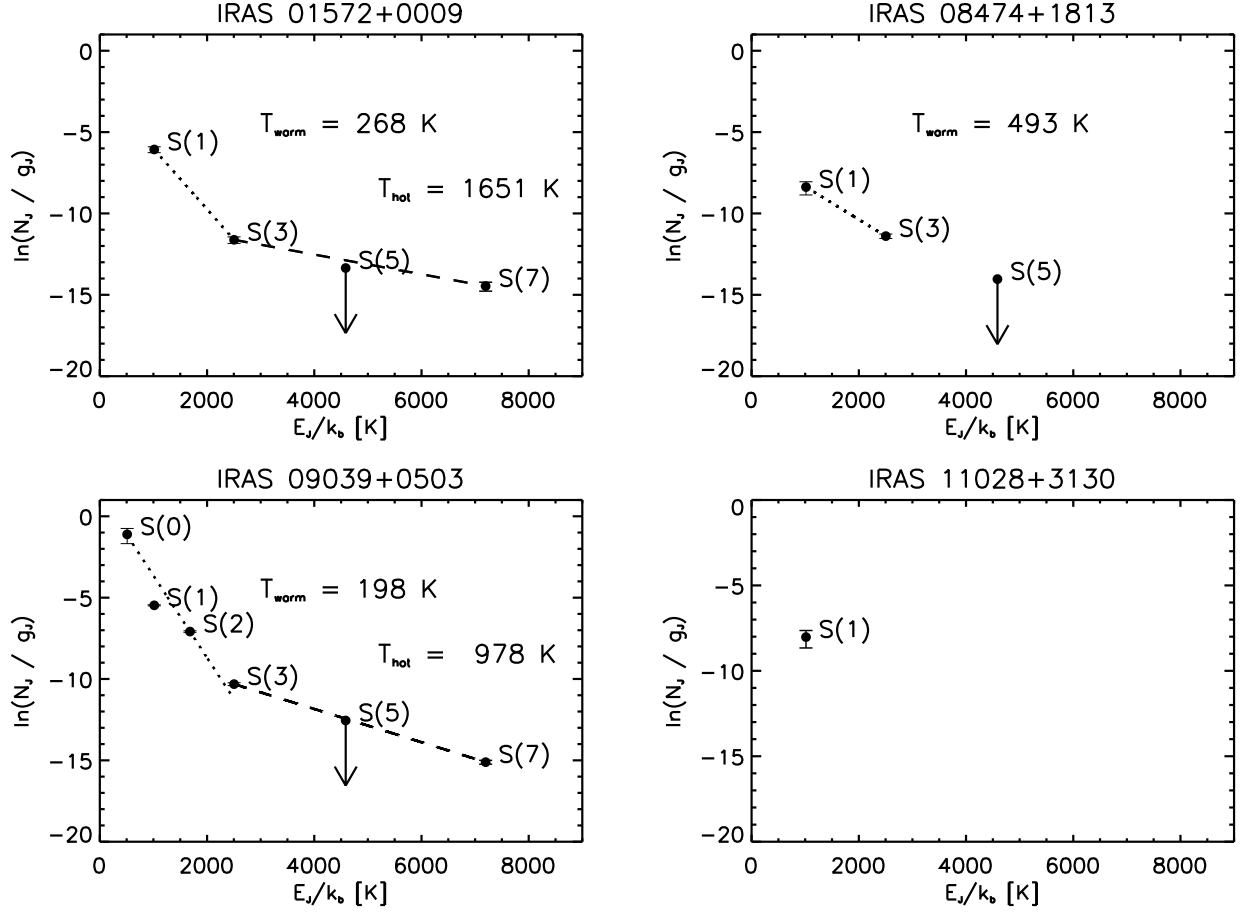 IRAS 01572+0009
0
−5
−10
−15
−20
ln(N_J / g_J)
T_warm = 268 K
T_hot = 1651 K
S(1)
S(3)
S(5)
S(7)
0 2000 4000 6000 8000
E_J/k_b [K]
IRAS 08474+1813
0
−5
−10
−15
−20
ln(N_J / g_J)
T_warm = 493 K
S(1)
S(3)
S(5)
0 2000 4000 6000 8000
E_J/k_b [K]
IRAS 09039+0503
0
−5
−10
−15
−20
ln(N_J / g_J)
S(0)
T_warm = 198 K
S(1)
S(2)
T_hot = 978 K
S(3)
S(5)
S(7)
0 2000 4000 6000 8000
E_J/k_b [K]
IRAS 11028+3130
0
−5
−10
−15
−20
ln(N_J / g_J)
S(1)
0 2000 4000 6000 8000
E_J/k_b [K]